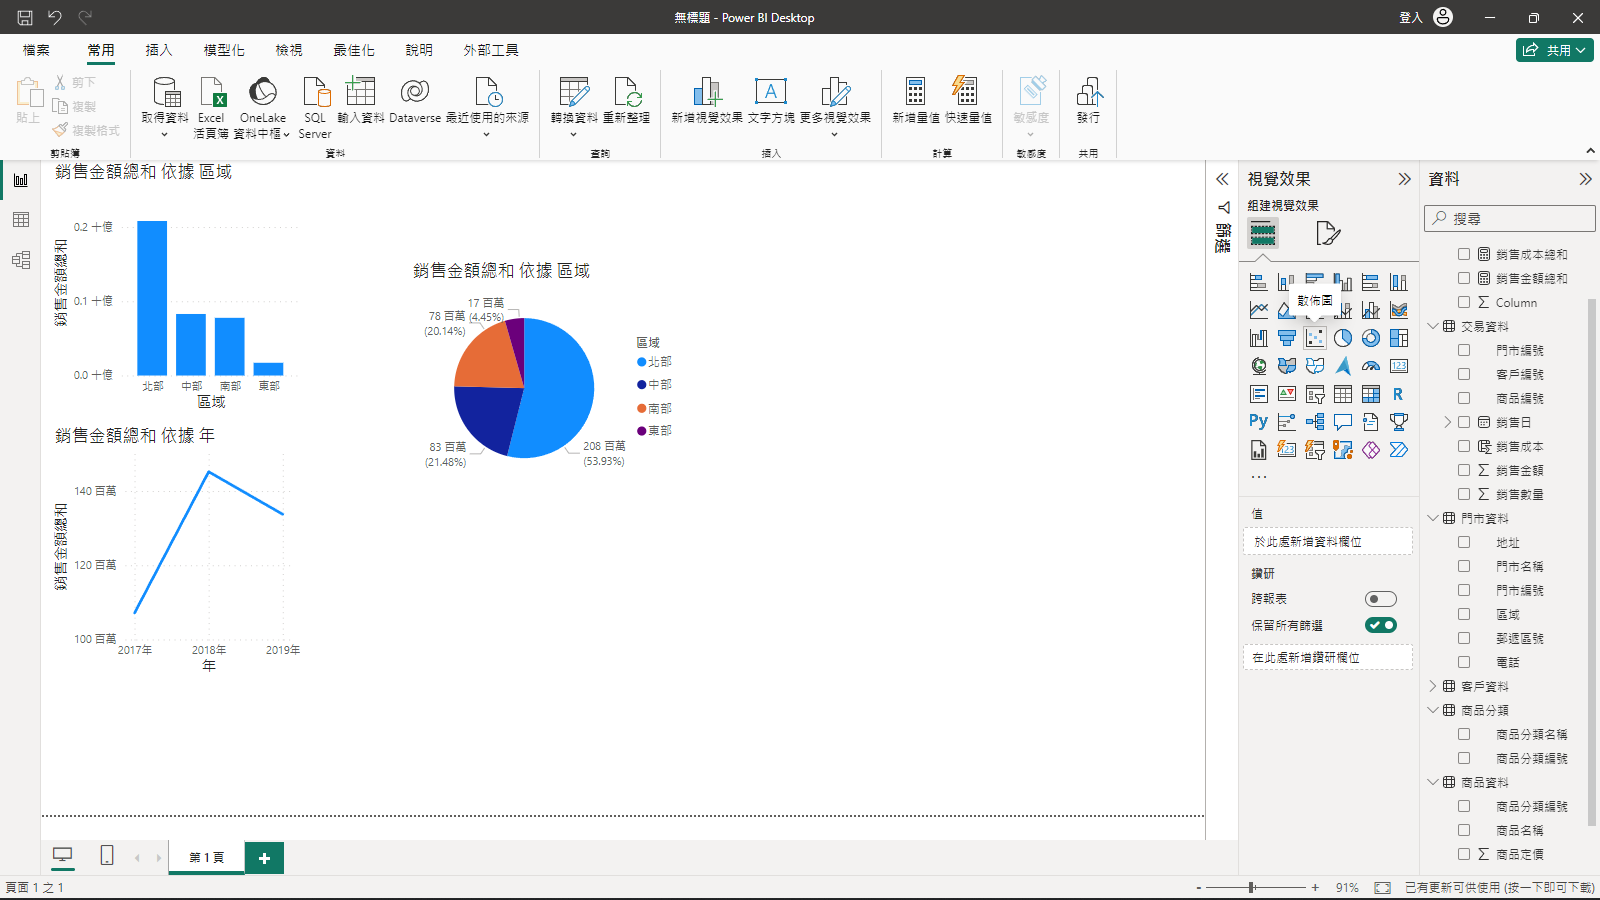 無標題 - Power BI Desktop
登入
檔案 常用 插入 模型化 檢視 最佳化 說明 外部工具
共用
貼上
剪下
複製
複製格式
剪貼簿
取得資料
Excel
活頁簿
OneLake
資料中樞
SQL
Server
輸入資料
Dataverse
最近使用的來源
資料
轉換資料
重新整理
查詢
新增視覺效果
文字方塊
更多視覺效果
插入
新增量值
快速量值
計算
敏感度
敏感度
發行
共用
銷售金額總和 依據 區域
銷售金額總和
0.2 十億
0.1 十億
0.0 十億
北部 中部 南部 東部
區域
銷售金額總和 依據 年
銷售金額總和
140 百萬
120 百萬
100 百萬
2017年 2018年 2019年
年
銷售金額總和 依據 區域
17 百萬
(4.45%)
78 百萬
(20.14%)
83 百萬
(21.48%)
208 百萬
(53.93%)
區域
北部
中部
南部
東部
篩選
視覺效果
組建視覺效果
散佈圖
123
R
Py
123
值
於此處新增資料欄位
鑽研
跨報表
保留所有篩選
在此處新增鑽研欄位
資料
搜尋
銷售成本總和
銷售金額總和
Column
交易資料
門市編號
客戶編號
商品編號
銷售日
銷售成本
銷售金額
銷售數量
門市資料
地址
門市名稱
門市編號
區域
郵遞區號
電話
客戶資料
商品分類
商品分類名稱
商品分類編號
商品資料
商品分類編號
商品名稱
商品定價
第 1 頁
頁面 1 之 1
- + 91%
已有更新可供使用 (按一下即可下載)